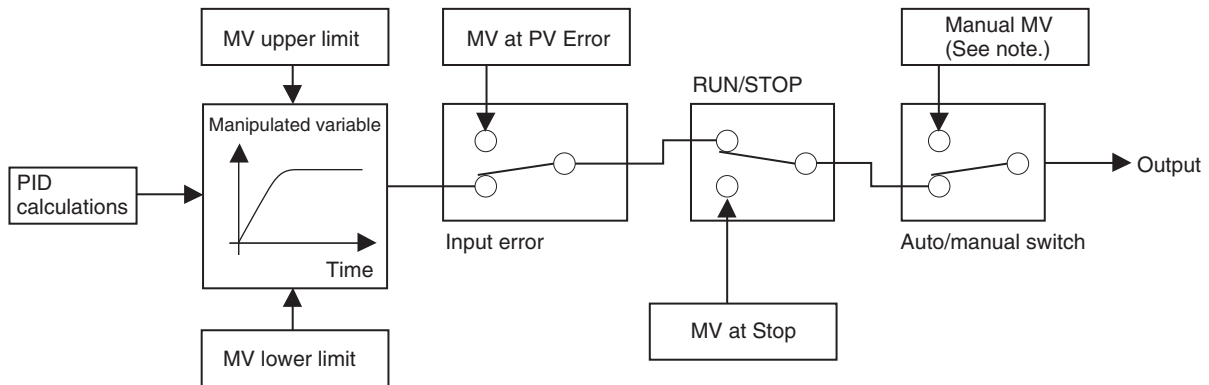 MV upper limit
MV at PV Error
Manual MV
(See note.)
RUN/STOP
Manipulated variable
PID
calculations
Output
Time
Input error
Auto/manual switch
MV at Stop
MV lower limit